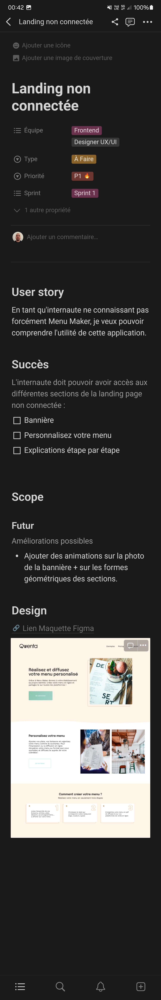 00:42
Vo)) LTE 5G 100%
Landing non connectée
Ajouter une icône
Ajouter une image de couverture
Landing non
connectée
Équipe Frontend
Designer UX/UI
Type À Faire
Priorité P1 🔥
Sprint Sprint 1
1 autre propriété
Ajouter un commentaire...
User story
En tant qu'internaute ne connaissant pas
forcément Menu Maker, je veux pouvoir
comprendre l'utilité de cette application.
Succès
L'internaute doit pouvoir avoir accès aux
différentes sections de la landing page
non connectée :
Bannière
Personnalisez votre menu
Explications étape par étape
Scope
Futur
Améliorations possibles
• Ajouter des animations sur la photo
de la bannière + sur les formes
géométriques des sections.
Design
🔗 Lien Maquette Figma
Qwenta
Exemples Pricing
Réalisez et diffusez
votre menu personalisé
Grâce à Menu Maker donnez à votre établissement
sa propre identité. Créez votre menu en ligne et
partagez le sur toutes les plateformes !
Se connecter
DE
SE
RT
Personalisez votre menu
Ajoutez vos plats, vos boissons et organisez
votre menu comme le souhaitez. Pour
l'impression ou la diffusion en ligne
récupérez votre menu au format que vous
souhaitez et diffusez le auprès de votre
clientèle !
Comment créer votre menu ?
Réalisez votre menu en seulement trois étapes
1
Listez l'ensemble de vos
boissons, entrées, plats,
desserts, accompagnements,...
à afficher sur votre menu
2
Choisissez le style qui
correspond à votre restaurant
(logo, couleurs, typos)
3
Enregistrez votre menu en pdf
et diffusez le sur vos
plateformes de vente en ligne